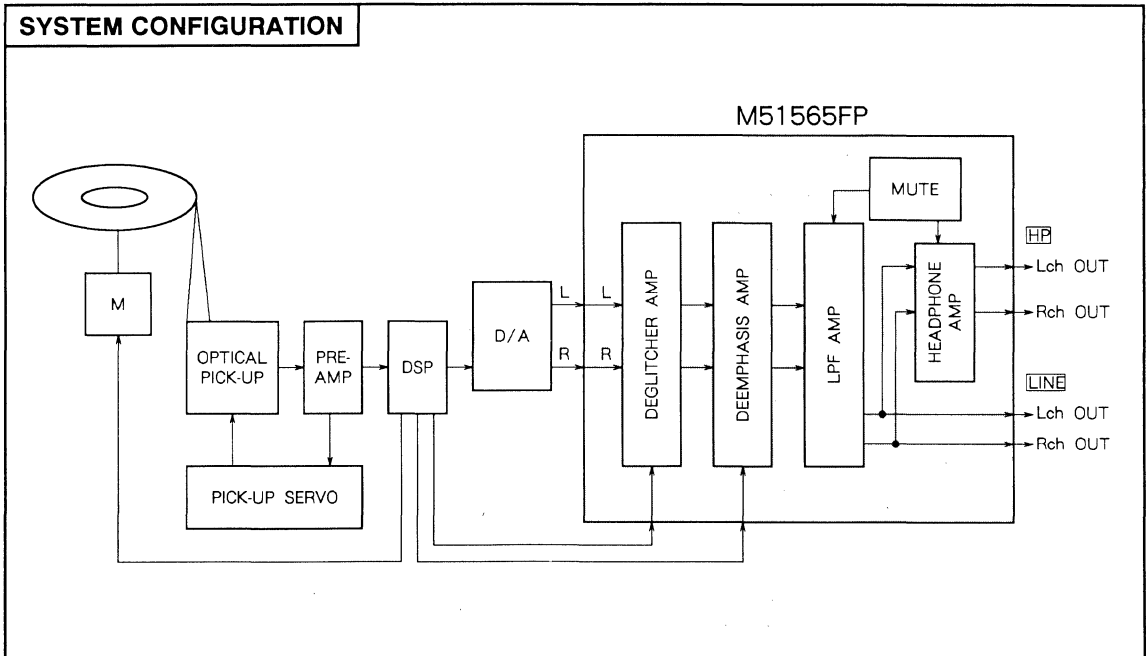 SYSTEM CONFIGURATION
M51565FP
MUTE
HP
Lch OUT
Rch OUT
LINE
Lch OUT
Rch OUT
M
OPTICAL
PICK-UP
PRE-
AMP
DSP
D/A
L
R
L
R
DEGLITCHER AMP
DEEMPHASIS AMP
LPF AMP
HEADPHONE
AMP
PICK-UP SERVO